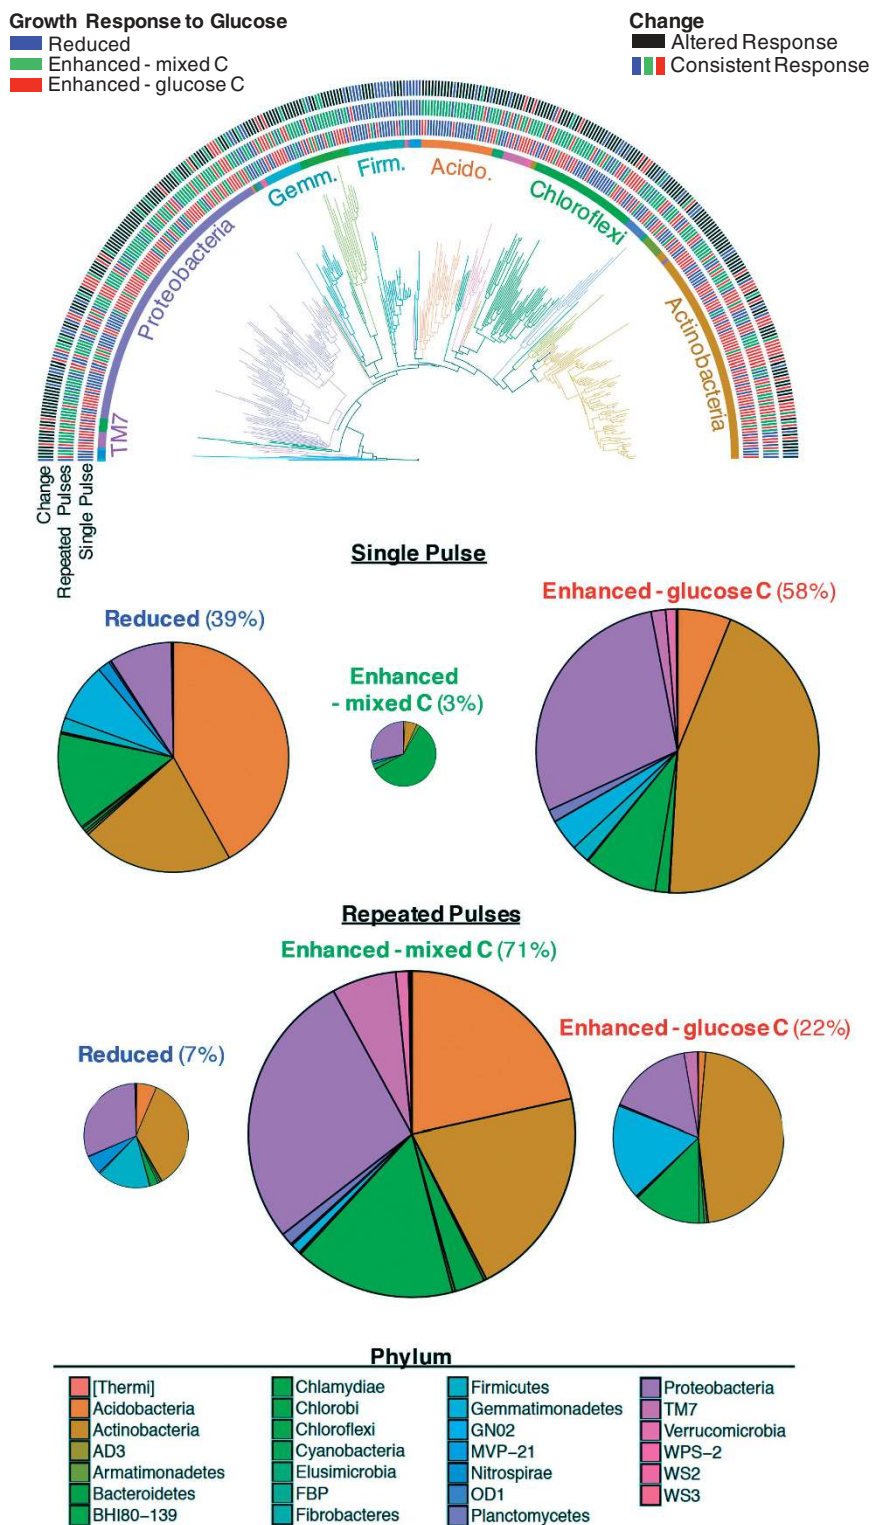 Growth Response to Glucose
Reduced
Enhanced - mixed C
Enhanced - glucose C
Change
Altered Response
Consistent Response
TM7
Proteobacteria
Gemm.
Firm.
Acido.
Chloroflexi
Actinobacteria
Change
Repeated Pulses
Single Pulse
Single Pulse
Reduced (39%)
Enhanced
- mixed C (3%)
Enhanced - glucose C (58%)
Repeated Pulses
Enhanced - mixed C (71%)
Reduced (7%)
Enhanced - glucose C (22%)
Phylum
[Thermi]
Acidobacteria
Actinobacteria
AD3
Armatimonadetes
Bacteroidetes
BHI80-139
Chlamydiae
Chlorobi
Chloroflexi
Cyanobacteria
Elusimicrobia
FBP
Fibrobacteres
Firmicutes
Gemmatimonadetes
GN02
MVP-21
Nitrospirae
OD1
Planctomycetes
Proteobacteria
TM7
Verrucomicrobia
WPS-2
WS2
WS3